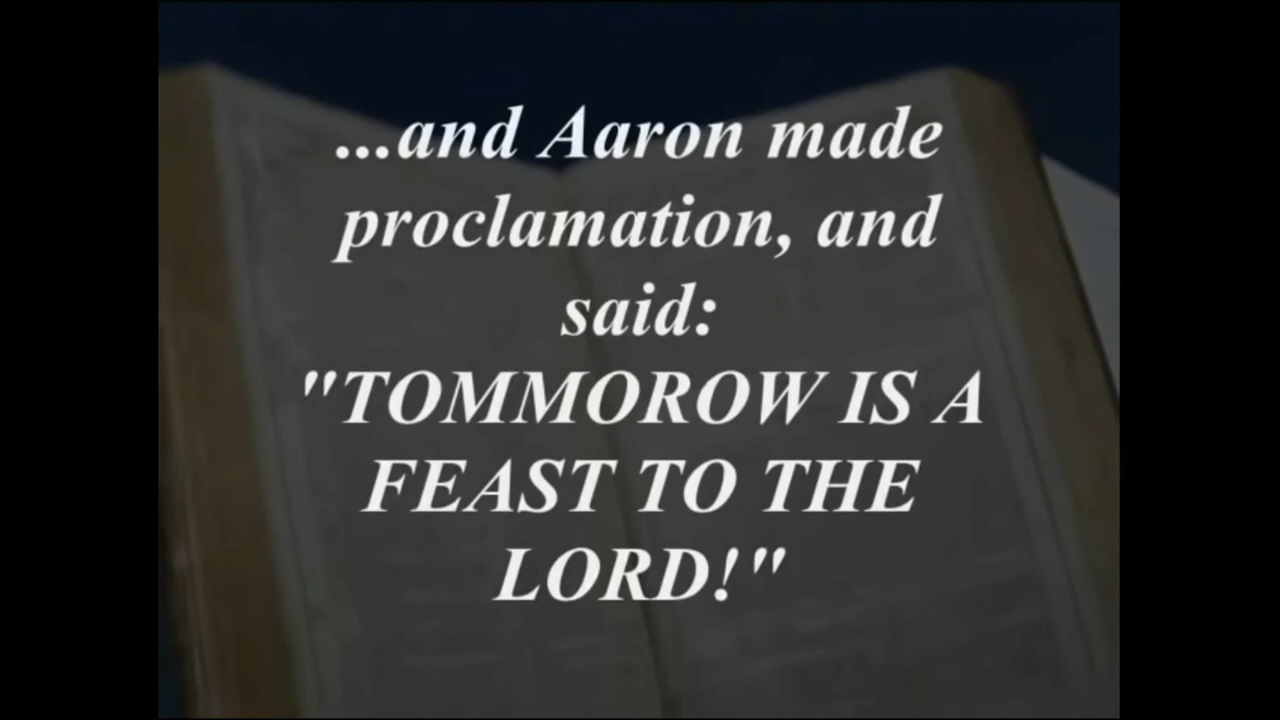 ...and Aaron made
proclamation, and
said:
"TOMMOROW IS A
FEAST TO THE
LORD!"